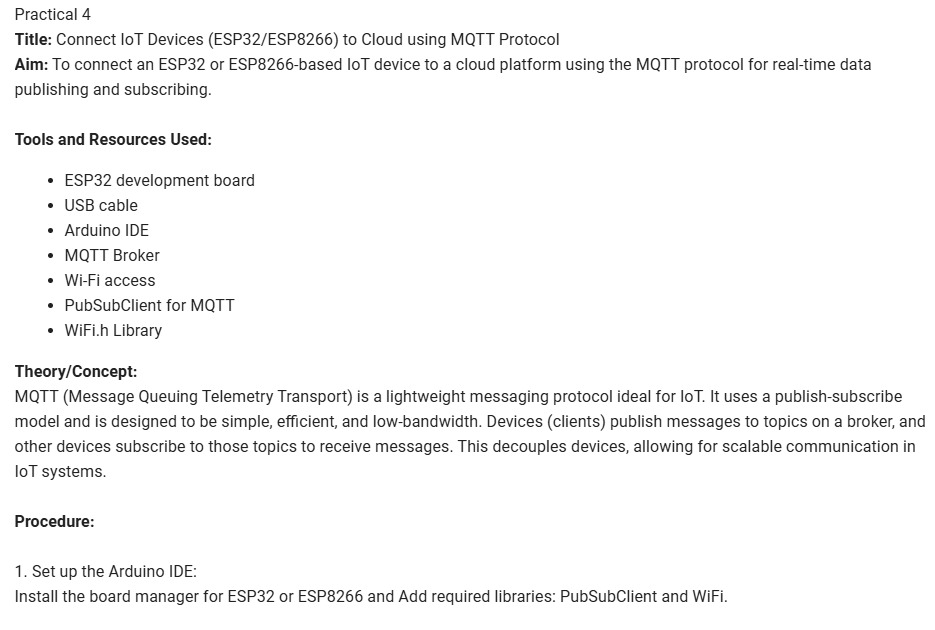 Practical 4
Title: Connect IoT Devices (ESP32/ESP8266) to Cloud using MQTT Protocol
Aim: To connect an ESP32 or ESP8266-based IoT device to a cloud platform using the MQTT protocol for real-time data
publishing and subscribing.
Tools and Resources Used:
• ESP32 development board
• USB cable
• Arduino IDE
• MQTT Broker
• Wi-Fi access
• PubSubClient for MQTT
• WiFi.h Library
Theory/Concept:
MQTT (Message Queuing Telemetry Transport) is a lightweight messaging protocol ideal for IoT. It uses a publish-subscribe
model and is designed to be simple, efficient, and low-bandwidth. Devices (clients) publish messages to topics on a broker, and
other devices subscribe to those topics to receive messages. This decouples devices, allowing for scalable communication in
IoT systems.
Procedure:
1. Set up the Arduino IDE:
Install the board manager for ESP32 or ESP8266 and Add required libraries: PubSubClient and WiFi.